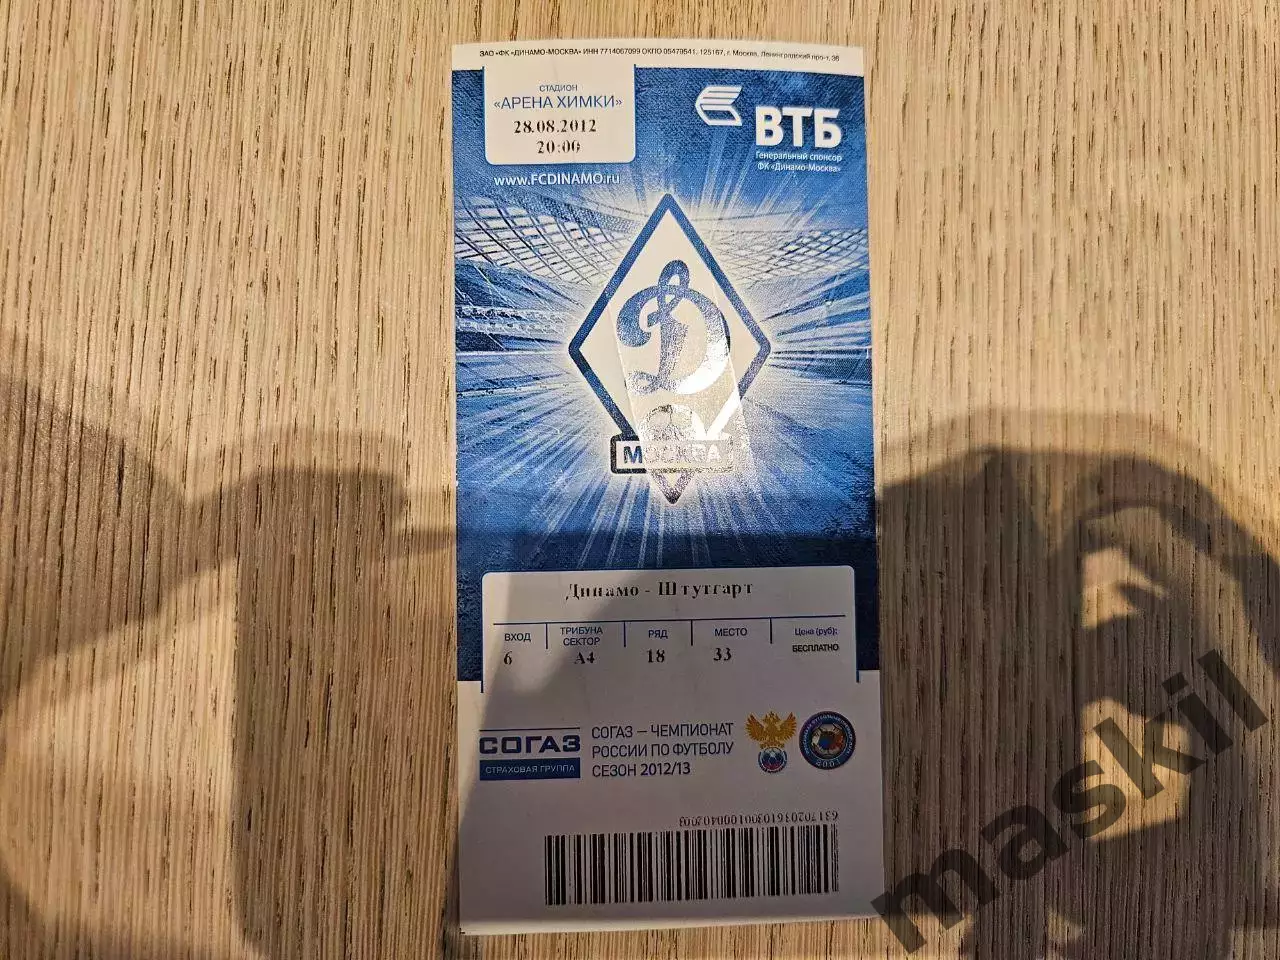 ЗАО «ФК «ДИНАМО-МОСКВА» ИНН 7714067099 ОКПО 05479541, 125167, г. Москва, Ленинградский про-т, 36
СТАДИОН
«АРЕНА ХИМКИ»
28.08.2012
20:00
www.FCDINAMO.ru
ВТБ
Генеральный спонсор
ФК «Динамо-Москва»
МОСКВА
Динамо - Штутгарт
ВХОД ТРИБУНА СЕКТОР РЯД МЕСТО Цена (руб):
6 А4 18 33 БЕСПЛАТНО
СОГАЗ
СТРАХОВАЯ ГРУППА
СОГАЗ – ЧЕМПИОНАТ
РОССИИ ПО ФУТБОЛУ
СЕЗОН 2012/13
2001
maskil